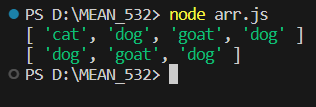 PS D:\MEAN_532> node arr.js
[ 'cat', 'dog', 'goat', 'dog' ]
[ 'dog', 'goat', 'dog' ]
PS D:\MEAN_532>